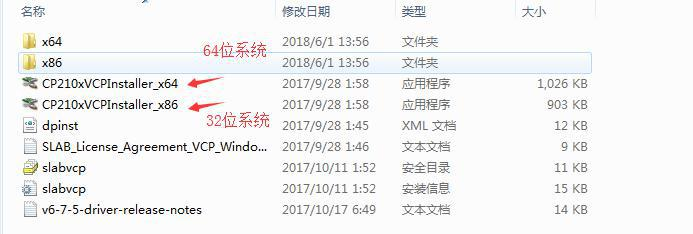 名称 修改日期 类型 大小
x64 2018/6/1 13:56 文件夹
64位系统
x86 2018/6/1 13:56 文件夹
CP210xVCPInstaller_x64 2017/9/28 1:58 应用程序 1,026 KB
CP210xVCPInstaller_x86 2017/9/28 1:58 应用程序 903 KB
32位系统
dpinst 2017/9/28 1:45 XML 文档 12 KB
SLAB_License_Agreement_VCP_Windo... 2017/9/28 1:46 文本文档 9 KB
slabvcp 2017/10/11 1:52 安全目录 11 KB
slabvcp 2017/10/11 1:52 安装信息 15 KB
v6-7-5-driver-release-notes 2017/10/17 6:49 文本文档 14 KB